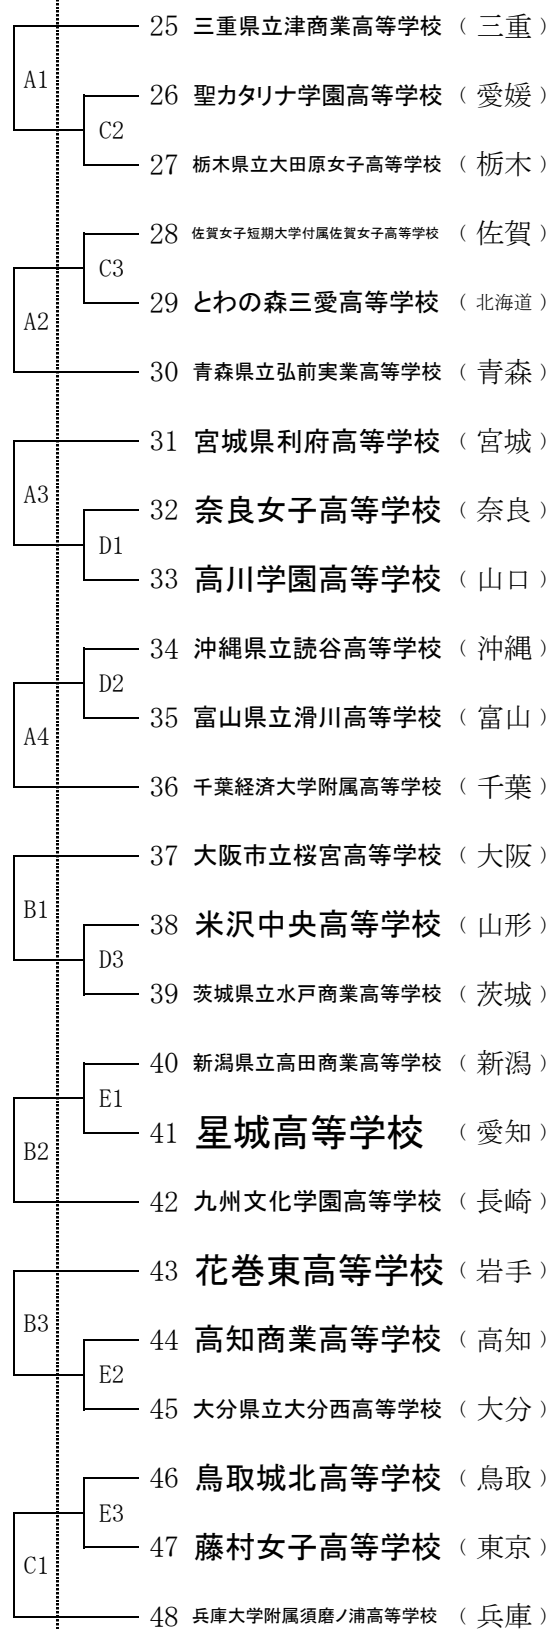 25 三重県立津商業高等学校 （ 三重 ）
A1
26 聖カタリナ学園高等学校 （ 愛媛 ）
C2
27 栃木県立大田原女子高等学校 （ 栃木 ）
28 佐賀女子短期大学付属佐賀女子高等学校 （ 佐賀 ）
C3
29 とわの森三愛高等学校 （ 北海道 ）
A2
30 青森県立弘前実業高等学校 （ 青森 ）
31 宮城県利府高等学校 （ 宮城 ）
A3
32 奈良女子高等学校 （ 奈良 ）
D1
33 高川学園高等学校 （ 山口 ）
34 沖縄県立読谷高等学校 （ 沖縄 ）
D2
35 富山県立滑川高等学校 （ 富山 ）
A4
36 千葉経済大学附属高等学校 （ 千葉 ）
37 大阪市立桜宮高等学校 （ 大阪 ）
B1
38 米沢中央高等学校 （ 山形 ）
D3
39 茨城県立水戸商業高等学校 （ 茨城 ）
40 新潟県立高田商業高等学校 （ 新潟 ）
E1
41 星城高等学校 （ 愛知 ）
B2
42 九州文化学園高等学校 （ 長崎 ）
43 花巻東高等学校 （ 岩手 ）
B3
44 高知商業高等学校 （ 高知 ）
E2
45 大分県立大分西高等学校 （ 大分 ）
46 鳥取城北高等学校 （ 鳥取 ）
E3
47 藤村女子高等学校 （ 東京 ）
C1
48 兵庫大学附属須磨ノ浦高等学校 （ 兵庫 ）